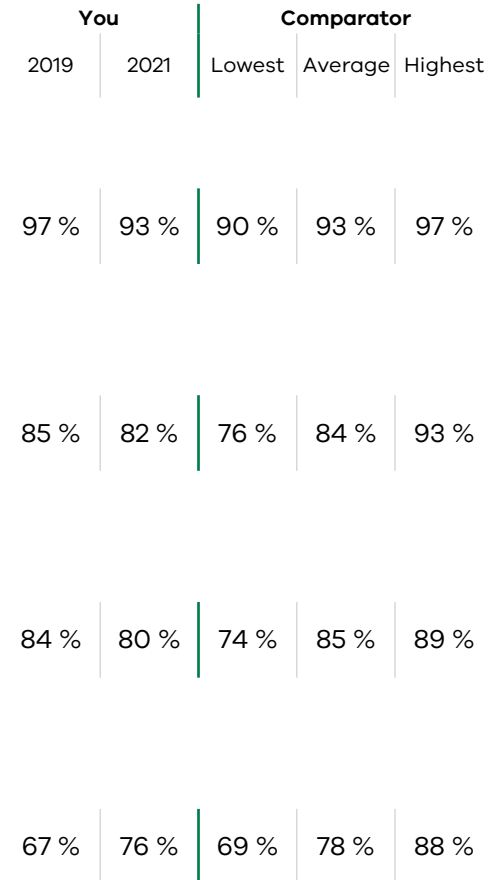 You Comparator
2019 2021 Lowest Average Highest
97 % 93 % 90 % 93 % 97 %
85 % 82 % 76 % 84 % 93 %
84 % 80 % 74 % 85 % 89 %
67 % 76 % 69 % 78 % 88 %